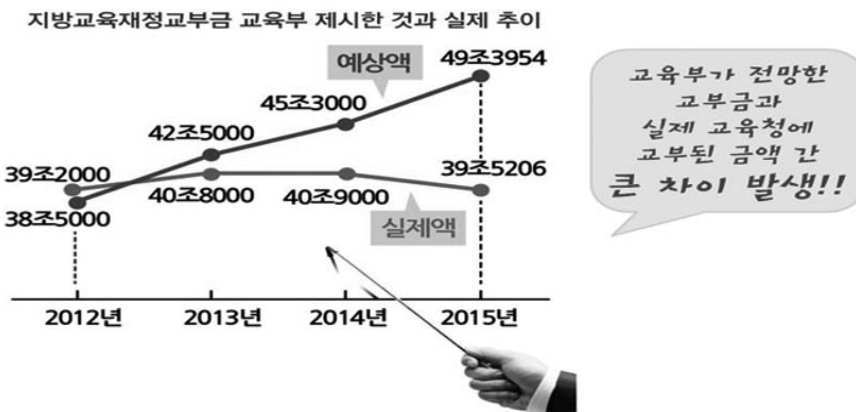 지방교육재정교부금 교육부 제시한 것과 실제 추이
예상액
49조3954
45조3000
42조5000
39조2000
38조5000
40조8000
40조9000
39조5206
실제액
2012년
2013년
2014년
2015년
교육부가 전망한
교부금과
실제 교육청에
교부된 금액 간
큰 차이 발생!!